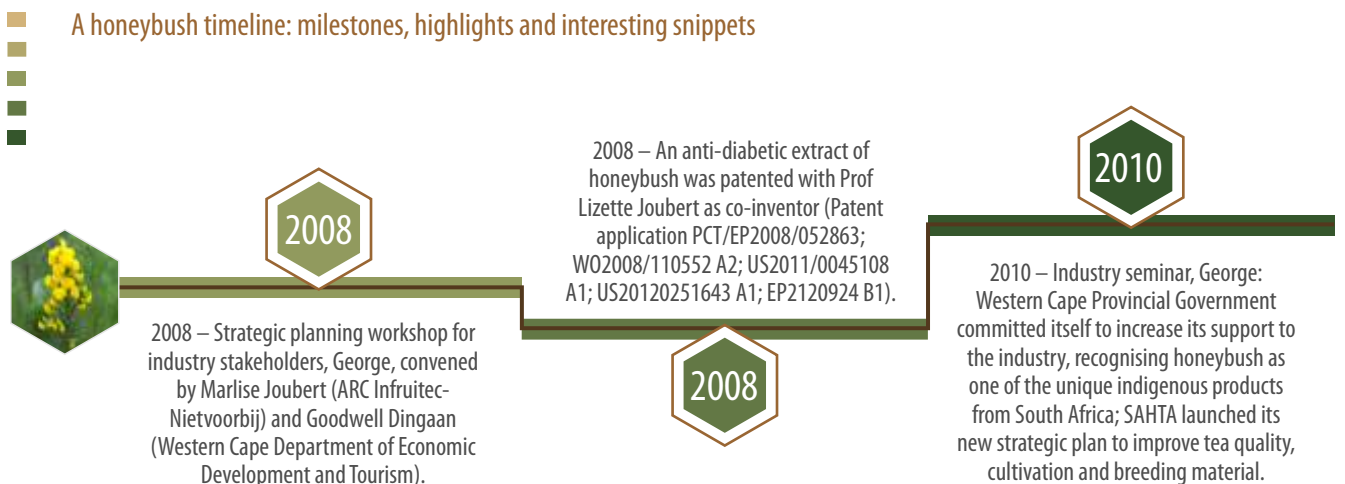 A honeybush timeline: milestones, highlights and interesting snippets
2008
2008 – Strategic planning workshop for
industry stakeholders, George, convened
by Marlise Joubert (ARC Infruitec-
Nietvoorbij) and Goodwell Dingaan
(Western Cape Department of Economic
Development and Tourism).
2008 – An anti-diabetic extract of
honeybush was patented with Prof
Lizette Joubert as co-inventor (Patent
application PCT/EP2008/052863;
WO2008/110552 A2; US2011/0045108
A1; US20120251643 A1; EP2120924 B1).
2008
2010
2010 – Industry seminar, George:
Western Cape Provincial Government
committed itself to increase its support to
the industry, recognising honeybush as
one of the unique indigenous products
from South Africa; SAHTA launched its
new strategic plan to improve tea quality,
cultivation and breeding material.